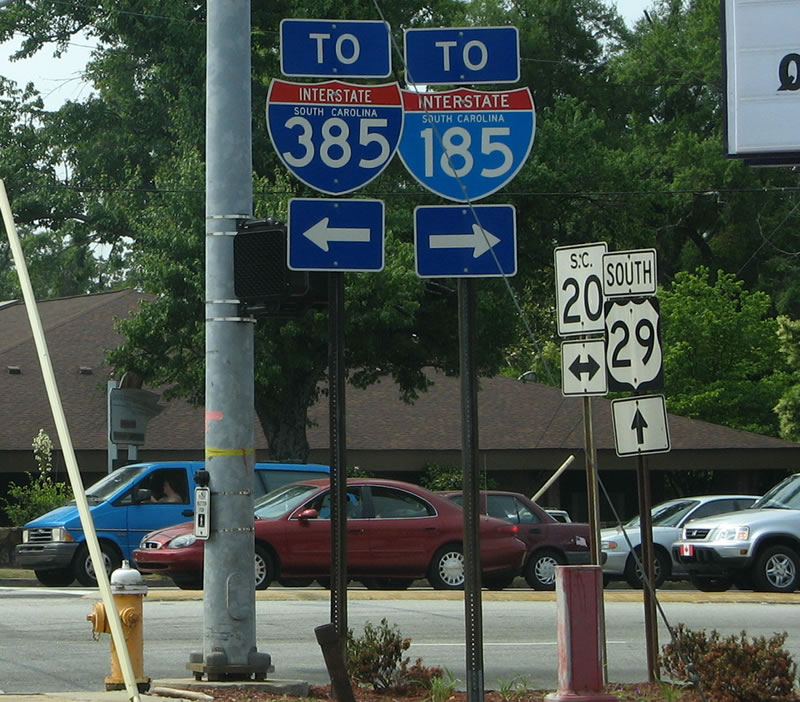 TO
INTERSTATE
SOUTH CAROLINA
385
TO
INTERSTATE
SOUTH CAROLINA
185
S.C.
20
SOUTH
29